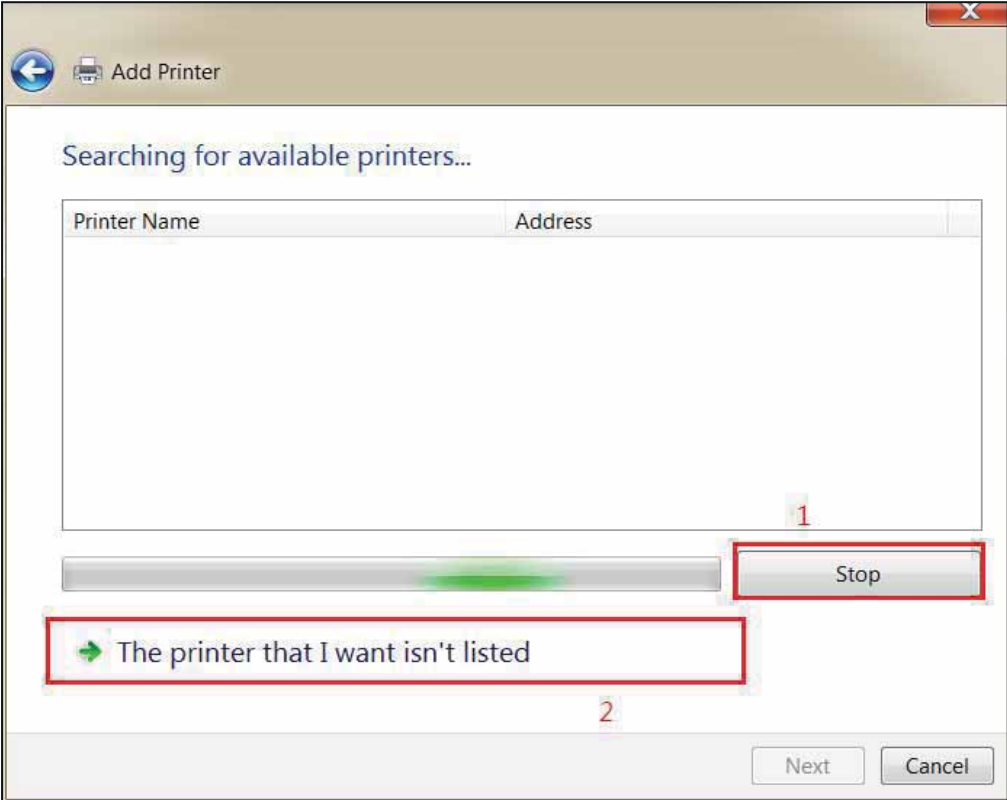 X
Add Printer
Searching for available printers...
Printer Name Address
1
Stop
The printer that I want isn't listed
2
Next Cancel